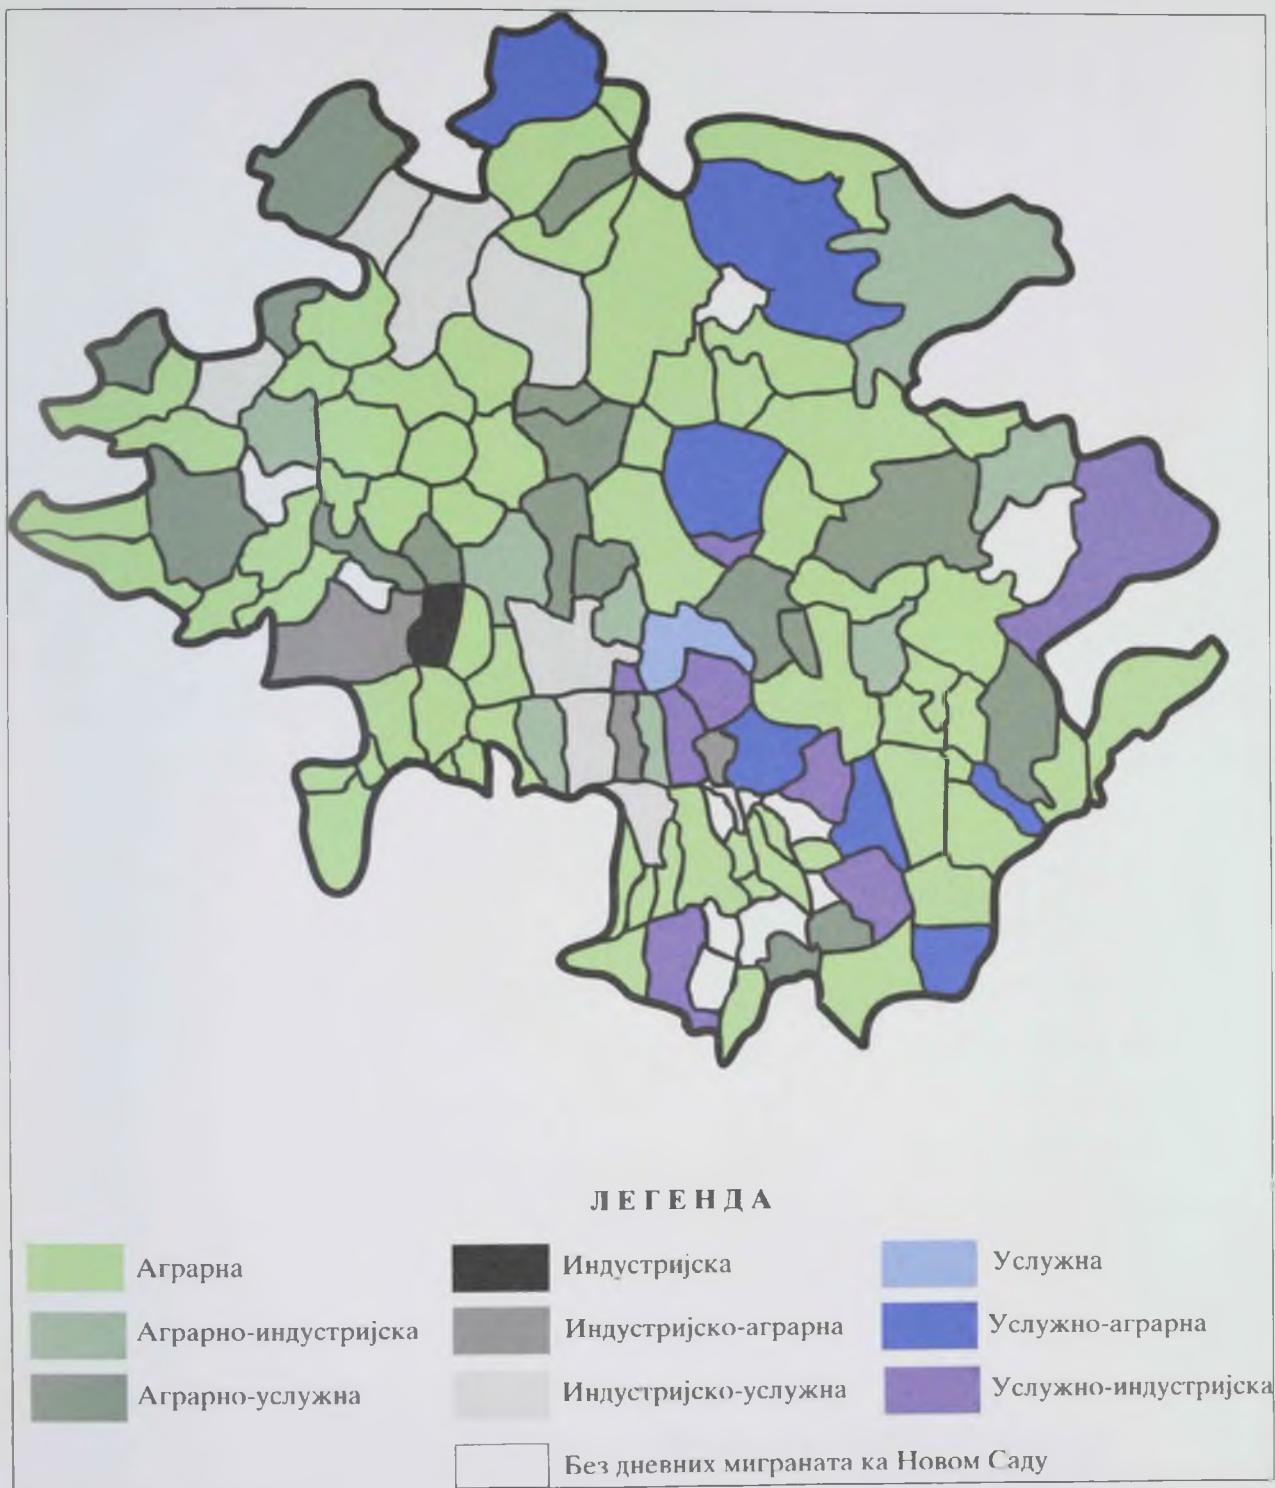 ЛЕГЕНДА
Аграрна
Аграрно-индустријска
Аграрно-услужна
Индустријска
Индустријско-аграрна
Индустријско-услужна
Без дневних миграната ка Новом Саду
Услужна
Услужно-аграрна
Услужно-индустријска